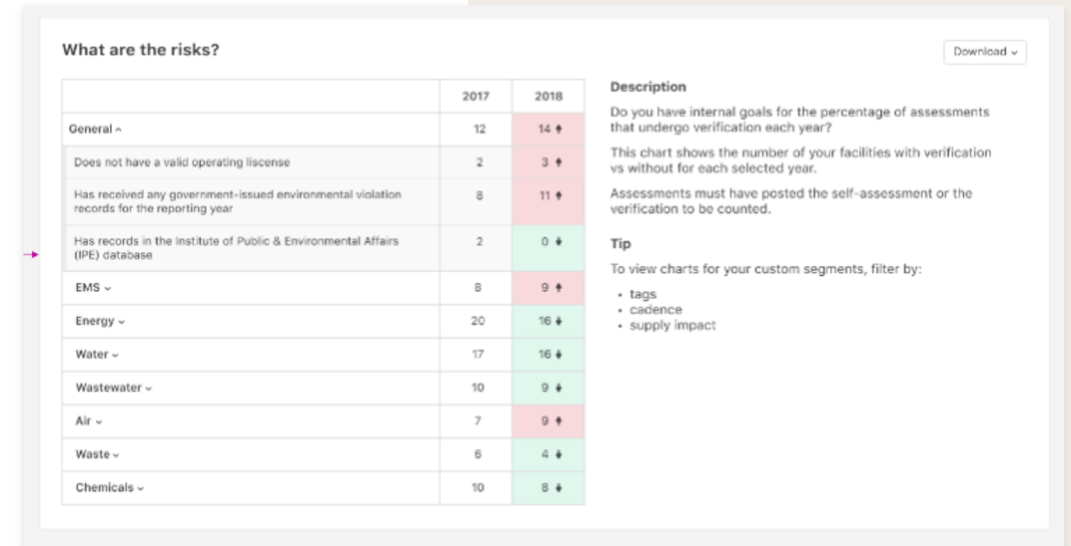 What are the risks?
Download
2017 2018
General 12 14
Does not have a valid operating liscense 2 3
Has received any government-issued environmental violation
records for the reporting year 8 11
Has records in the Institute of Public & Environmental Affairs
(IPE) database 2 0
EMS 8 9
Energy 20 16
Water 17 16
Wastewater 10 9
Air 7 9
Waste 6 4
Chemicals 10 8
Description
Do you have internal goals for the percentage of assessments
that undergo verification each year?
This chart shows the number of your facilities with verification
vs without for each selected year.
Assessments must have posted the self-assessment or the
verification to be counted.
Tip
To view charts for your custom segments, filter by:
• tags
• cadence
• supply impact